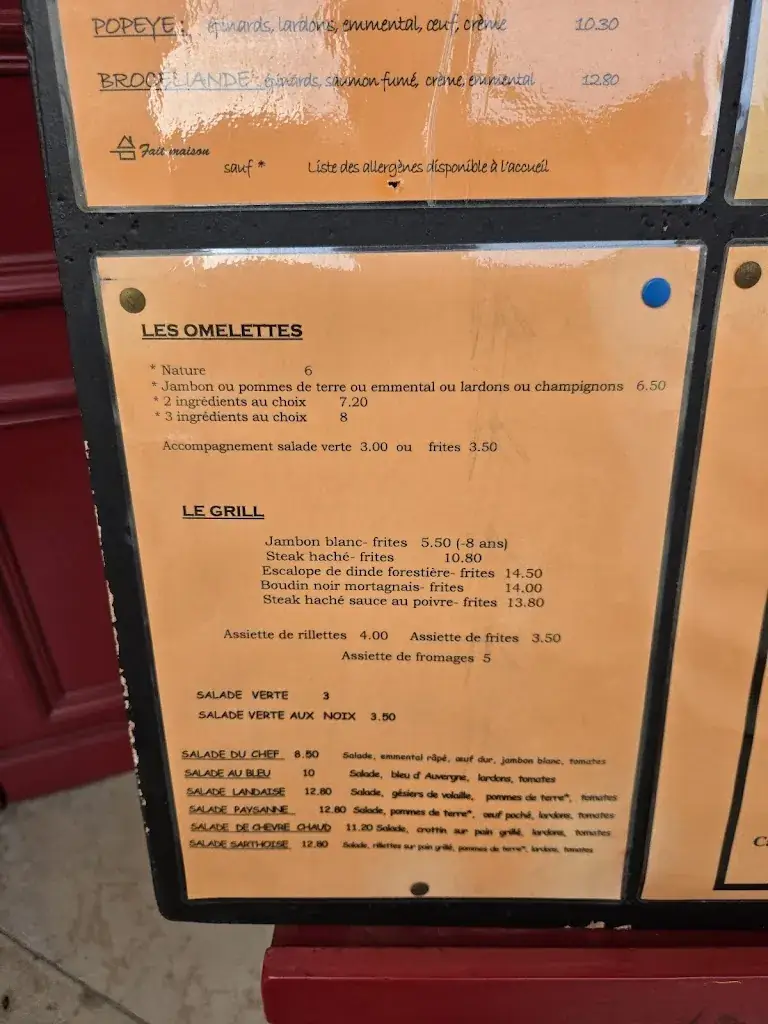 POPEYE : épinards, lardons, emmental, œuf, crème 10.30
BROCELIANDE : épinards, saumon fumé, crème, emmental 12.80
Fait maison
sauf * Liste des allergènes disponible à l'accueil
LES OMELETTES
* Nature 6
* Jambon ou pommes de terre ou emmental ou lardons ou champignons 6.50
* 2 ingrédients au choix 7.20
* 3 ingrédients au choix 8
Accompagnement salade verte 3.00 ou frites 3.50
LE GRILL
Jambon blanc- frites 5.50 (-8 ans)
Steak haché- frites 10.80
Escalope de dinde forestière- frites 14.50
Boudin noir mortagnais- frites 14.00
Steak haché sauce au poivre- frites 13.80
Assiette de rillettes 4.00 Assiette de frites 3.50
Assiette de fromages 5
SALADE VERTE 3
SALADE VERTE AUX NOIX 3.50
SALADE DU CHEF 8.50 Salade, emmental râpé, œuf dur, jambon blanc, tomates
SALADE AU BLEU 10 Salade, bleu d'Auvergne, lardons, tomates
SALADE LANDAISE 12.80 Salade, gésiers de volaille, pommes de terre*, tomates
SALADE PAYSANNE 12.80 Salade, pommes de terre*, œuf poché, lardons, tomates
SALADE DE CHEVRE CHAUD 11.20 Salade, crottin sur pain grillé, lardons, tomates
SALADE SARTHOISE 12.80 Salade, rillettes sur pain grillé, pommes de terre*, lardons, tomates